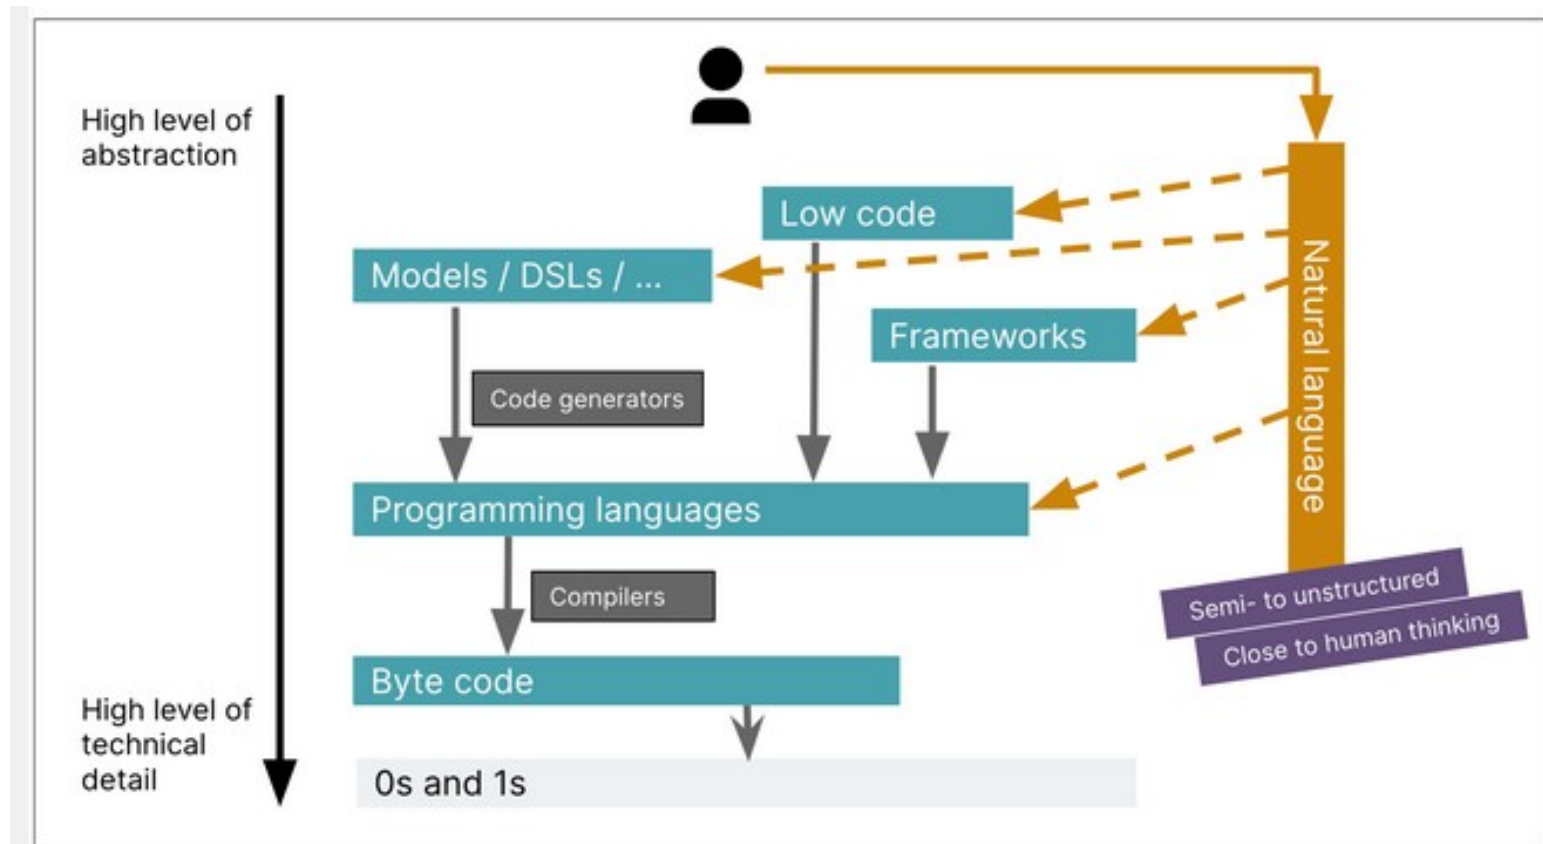 High level of
abstraction
Low code
Models / DSLs / ...
Frameworks
Natural language
Code generators
Programming languages
Compilers
Semi- to unstructured
Close to human thinking
Byte code
High level of
technical
detail
0s and 1s